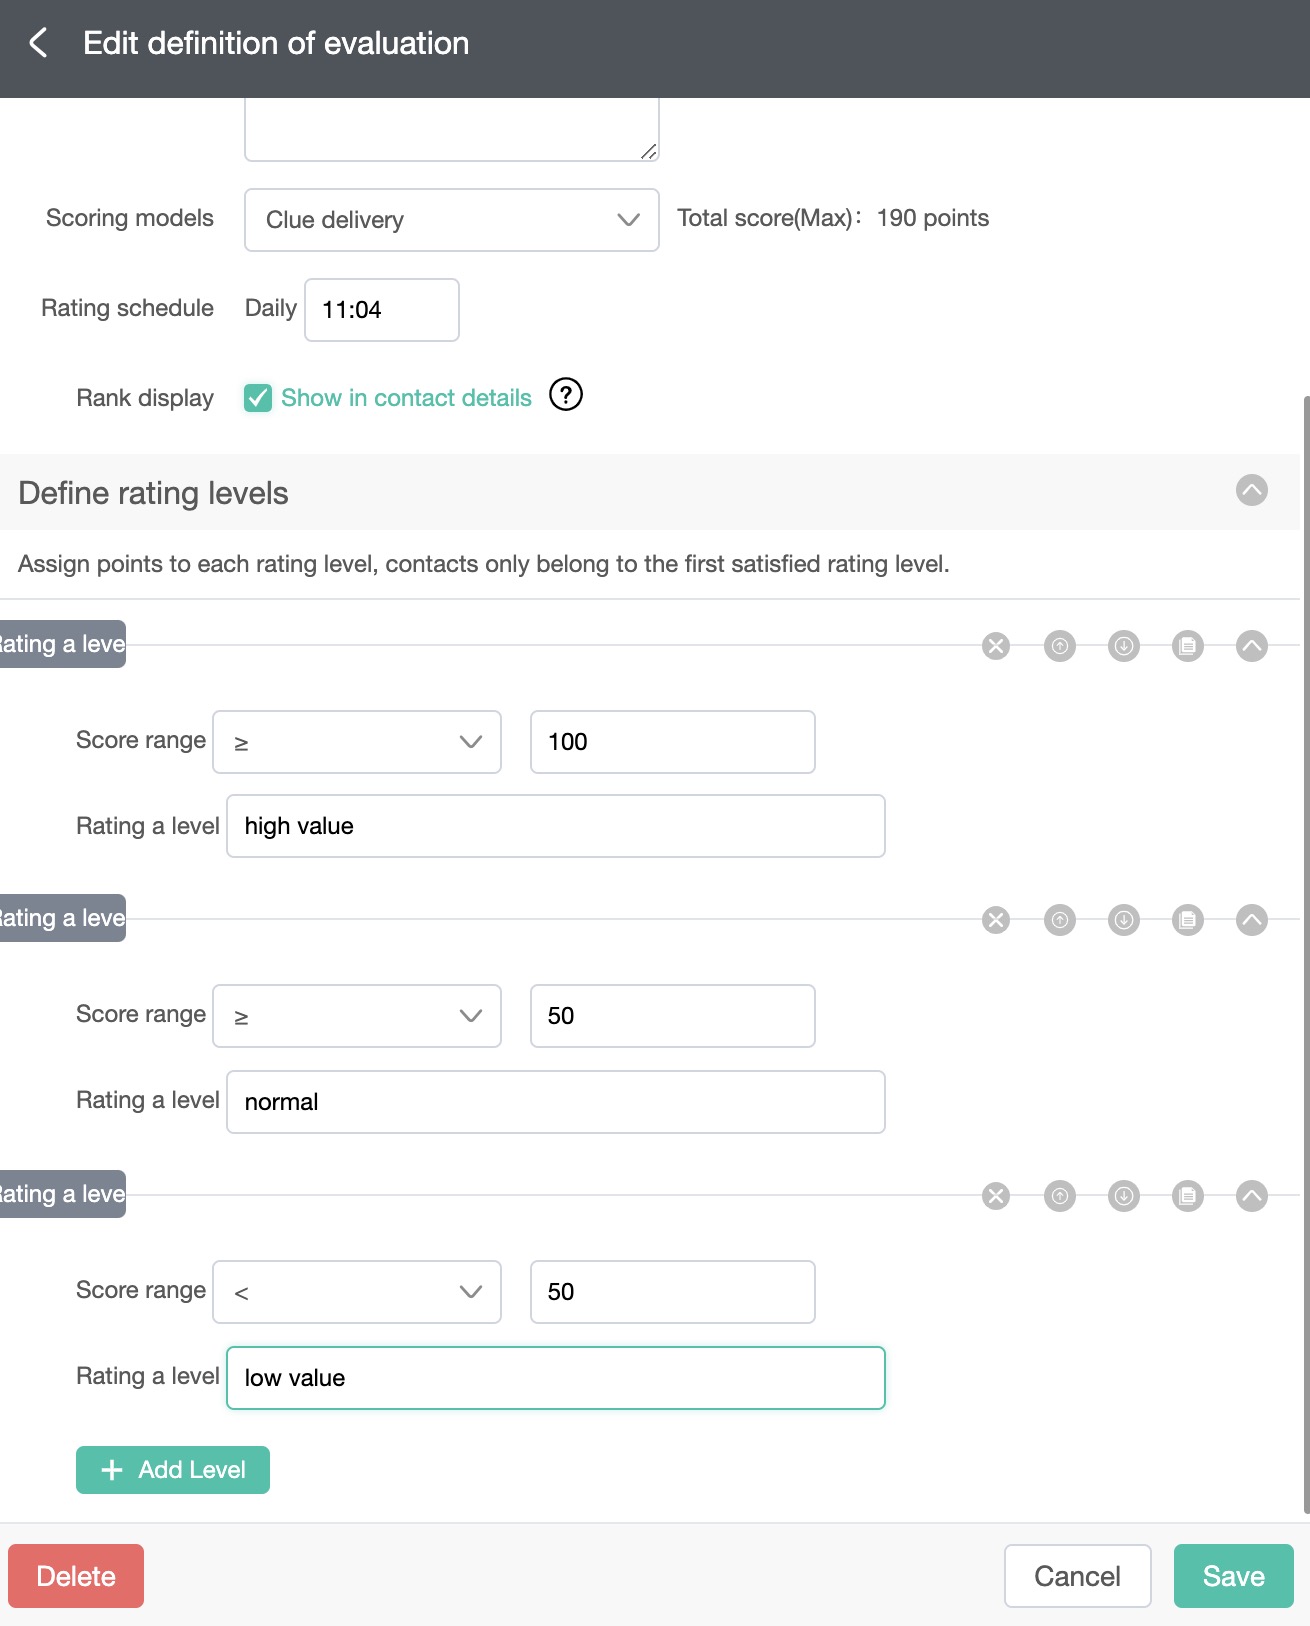 Edit definition of evaluation
Scoring models Clue delivery Total score(Max): 190 points
Rating schedule Daily 11:04
Rank display Show in contact details ?
Define rating levels
Assign points to each rating level, contacts only belong to the first satisfied rating level.
Rating a leve
Score range ≥ 100
Rating a level high value
Rating a leve
Score range ≥ 50
Rating a level normal
Rating a leve
Score range < 50
Rating a level low value
+ Add Level
Delete Cancel Save